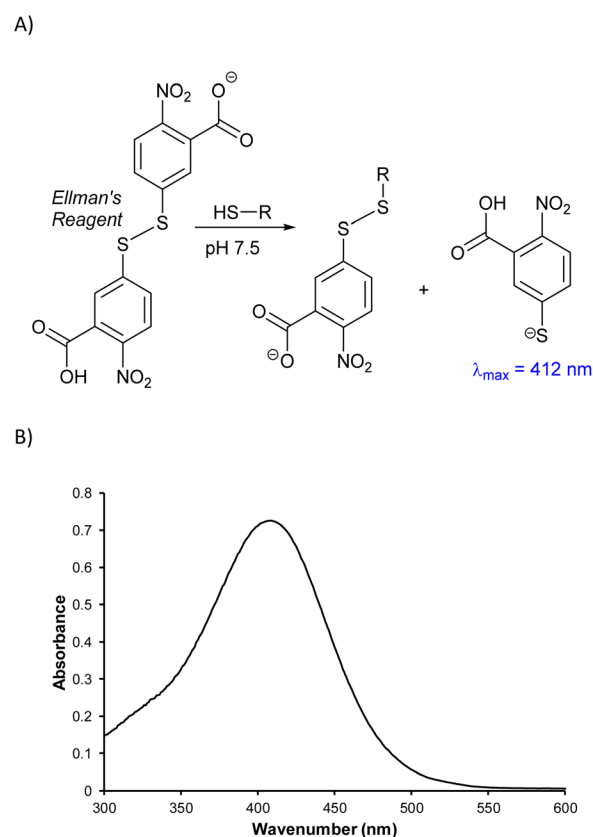 A)
NO₂
O
⊖
O
Ellman's
Reagent
S
S
HS—R
pH 7.5
O
OH
NO₂
R
S
S
O
⊖O
NO₂
+
OH
NO₂
O
⊖S
λmax = 412 nm
B)
0.8
0.7
0.6
0.5
0.4
0.3
0.2
0.1
0
Absorbance
300 350 400 450 500 550 600
Wavenumber (nm)